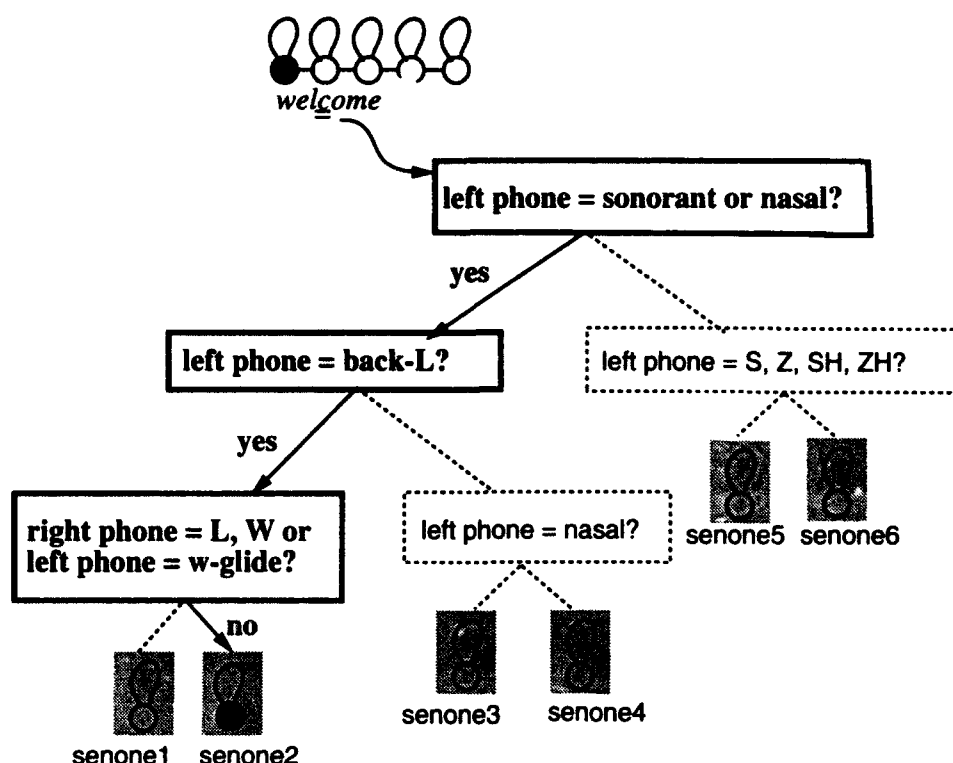 welcome
=
left phone = sonorant or nasal?
yes
left phone = back-L?
left phone = S, Z, SH, ZH?
yes
senone5 senone6
right phone = L, W or
left phone = w-glide?
left phone = nasal?
no
senone3 senone4
senone1 senone2